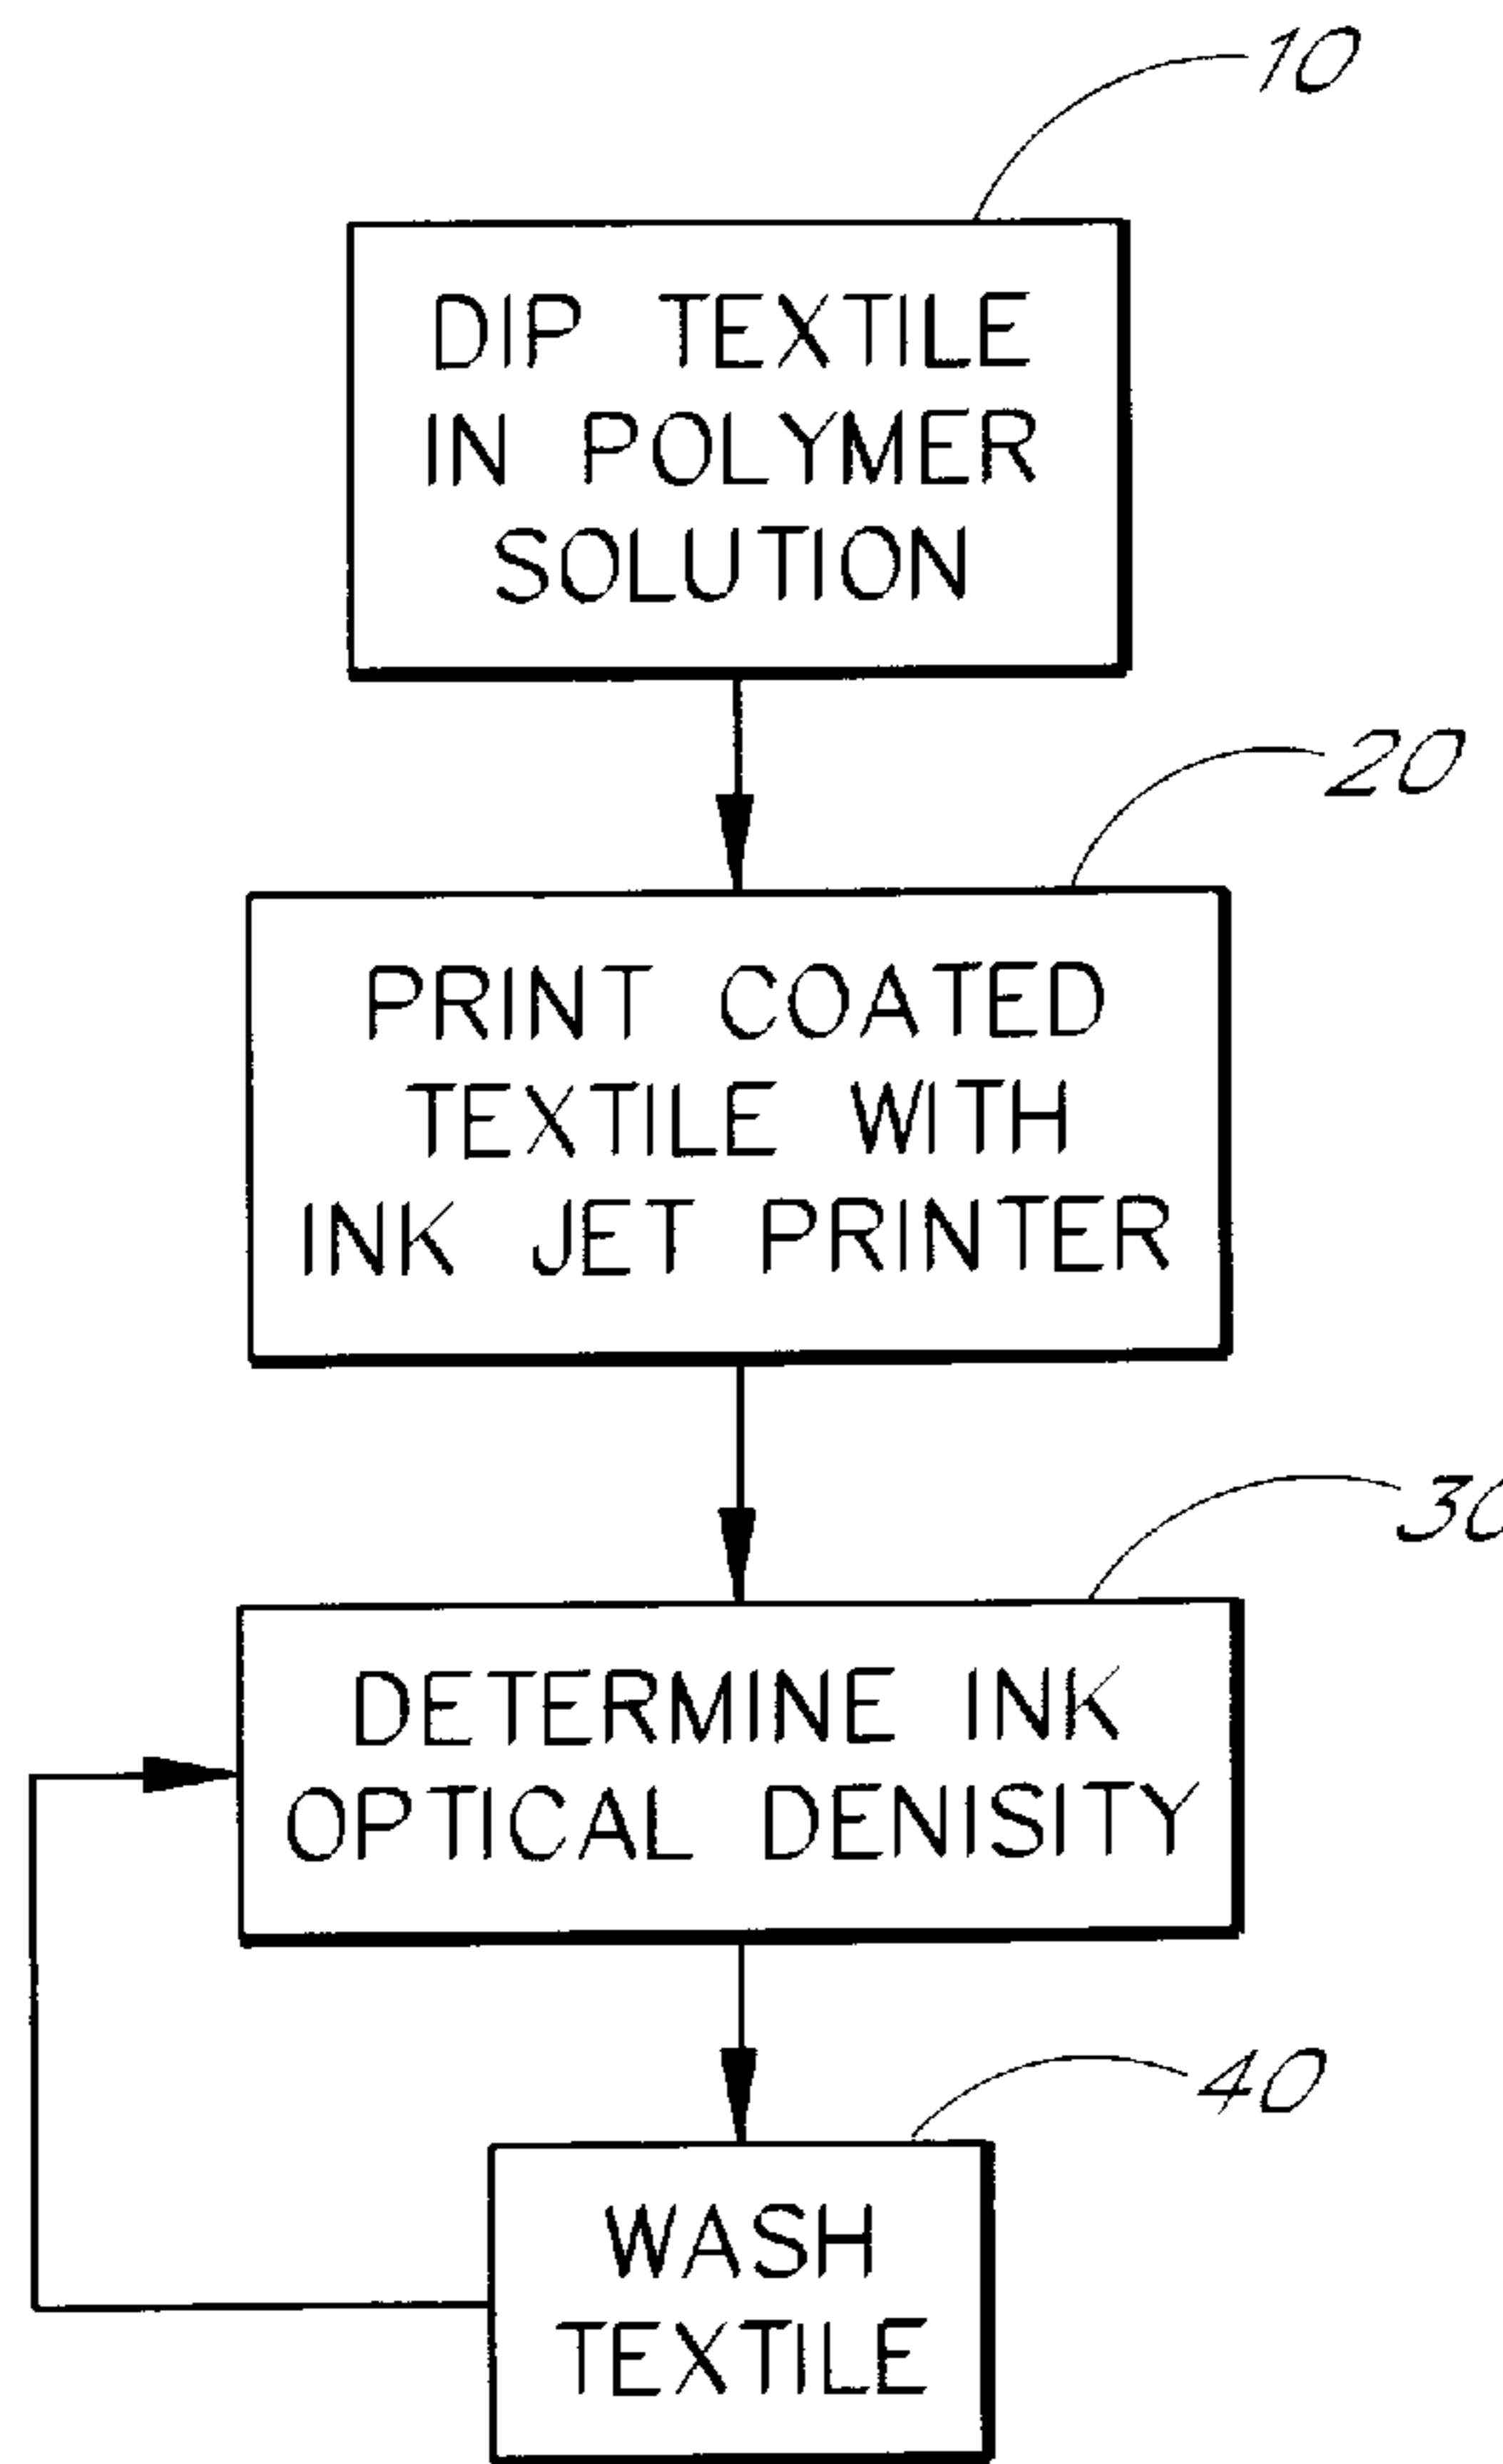 10
DIP TEXTILE
IN POLYMER
SOLUTION
20
PRINT COATED
TEXTILE WITH
INK JET PRINTER
30
DETERMINE INK
OPTICAL DENISITY
40
WASH
TEXTILE